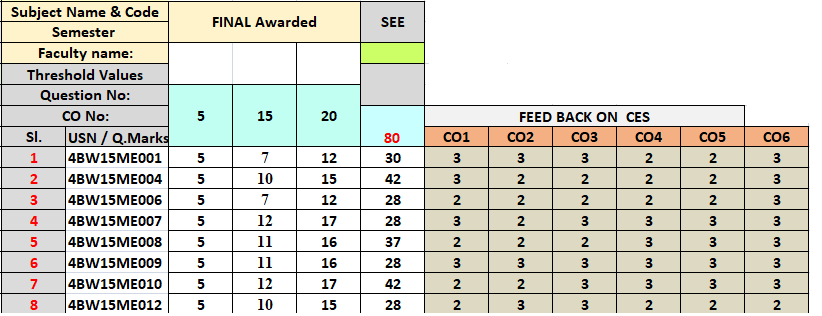 Subject Name & Code FINAL Awarded SEE
Semester
Faculty name:
Threshold Values
Question No:
CO No: 5 15 20 FEED BACK ON CES
Sl. USN / Q.Marks 80 CO1 CO2 CO3 CO4 CO5 CO6
1 4BW15ME001 5 7 12 30 3 3 3 2 2 3
2 4BW15ME004 5 10 15 42 3 2 2 2 2 3
3 4BW15ME006 5 7 12 28 2 2 2 2 3 3
4 4BW15ME007 5 12 17 28 3 2 3 3 3 3
5 4BW15ME008 5 11 16 37 2 2 2 3 3 3
6 4BW15ME009 5 11 16 28 3 3 3 3 3 3
7 4BW15ME010 5 12 17 42 2 2 3 3 3 3
8 4BW15ME012 5 10 15 28 2 3 3 2 2 2